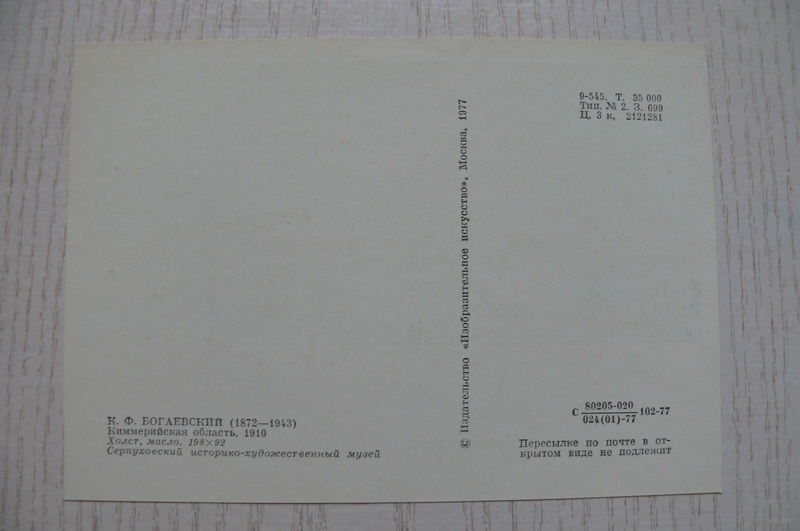 9-545. Т. 35 000
Тип. № 2. З. 699
Ц. 3 к. 2121281
© Издательство «Изобразительное искусство», Москва, 1977
К. Ф. БОГАЕВСКИЙ (1872—1943)
Киммерийская область. 1910
Холст, масло. 198×92
Серпуховский историко-художественный музей
С 80205-020 102-77
024(01)-77
Пересылке по почте в от-
крытом виде не подлежит